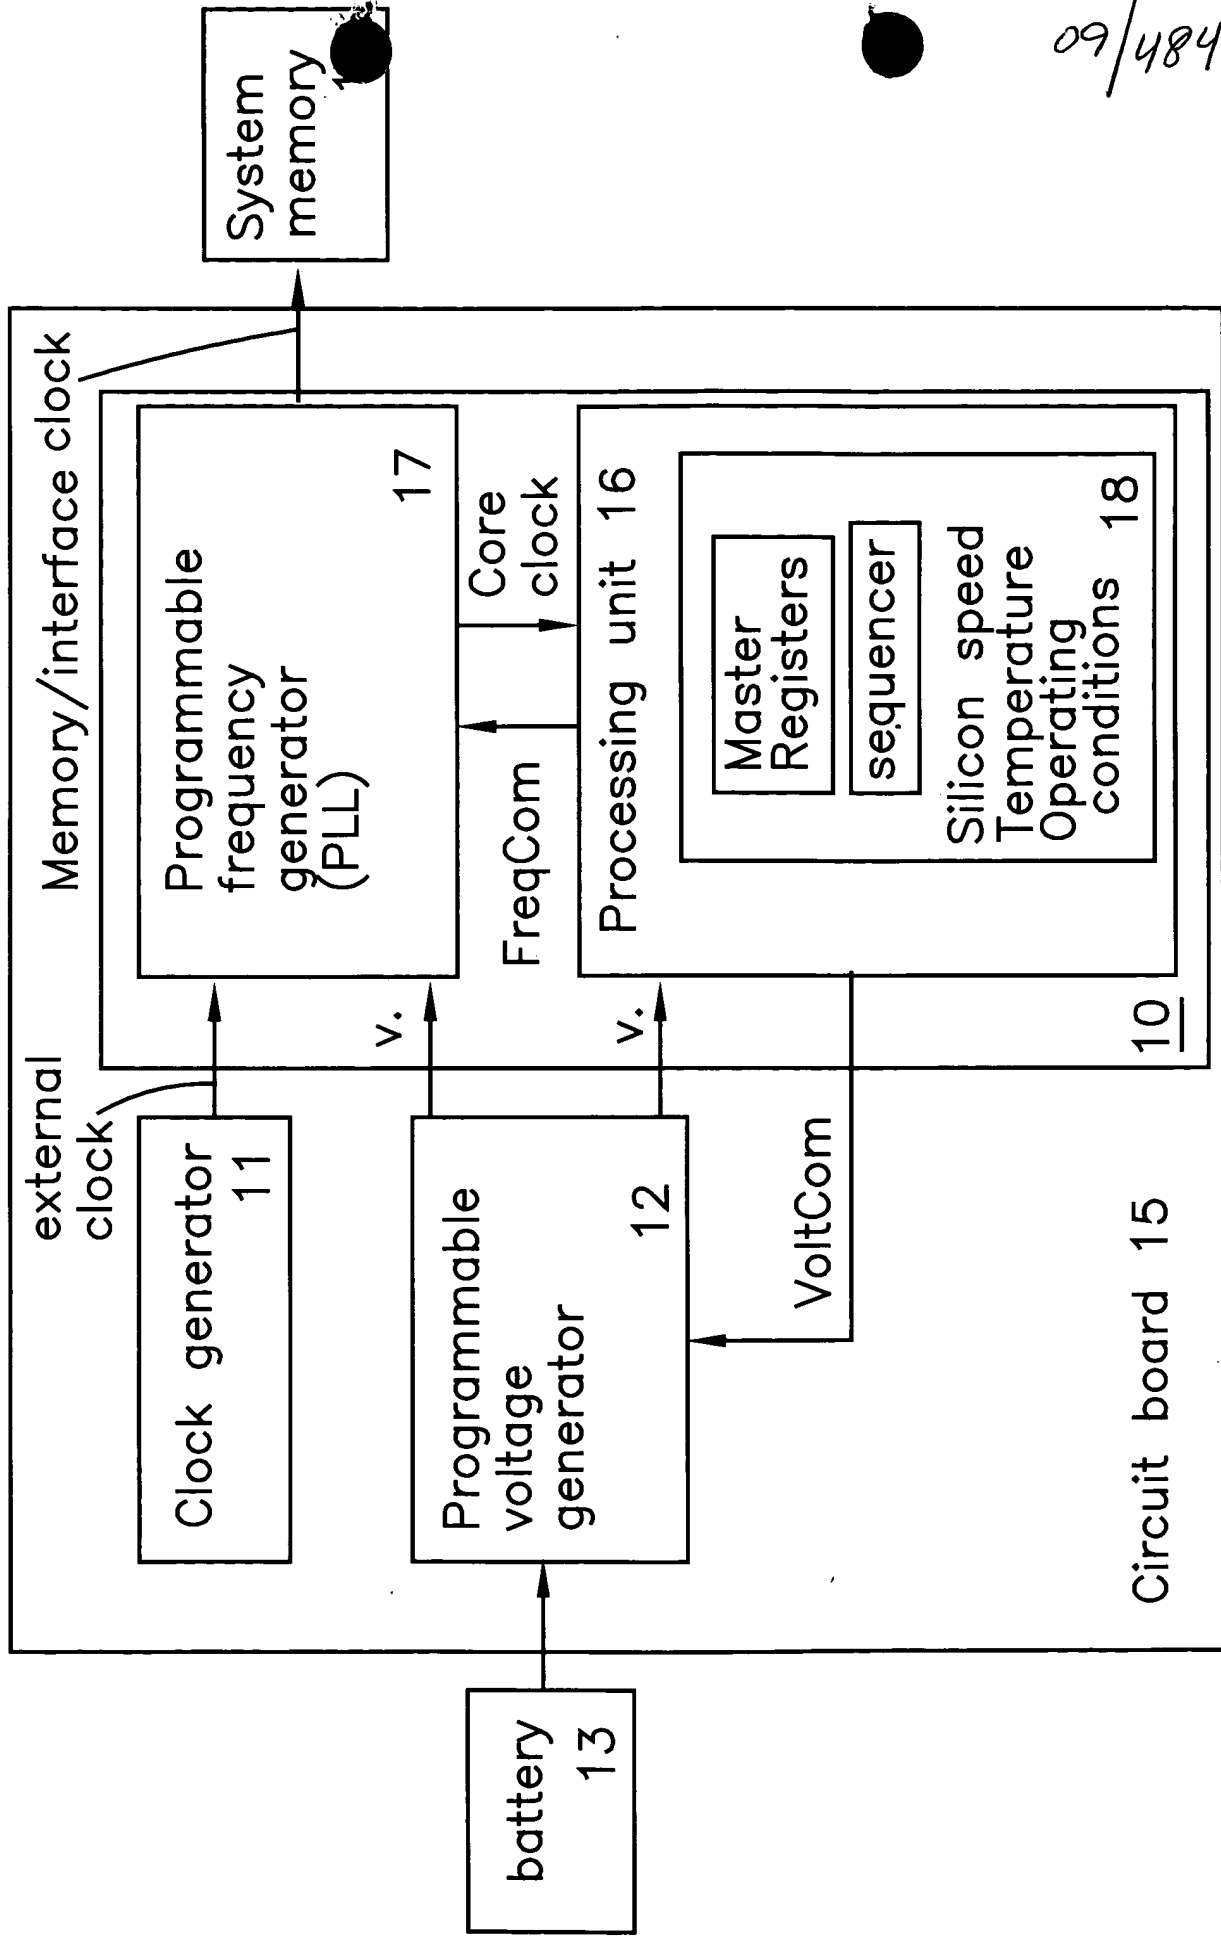 09/484
Memory/interface clock
external
clock
Clock generator
11
Programmable
frequency
generator
(PLL)
17
System
memory
v.
FreqCom
Core
clock
Programmable
voltage
generator
12
battery
13
v.
Processing unit 16
Master
Registers
sequencer
Silicon speed
Temperature
Operating
conditions 18
VoltCom
10
Circuit board 15